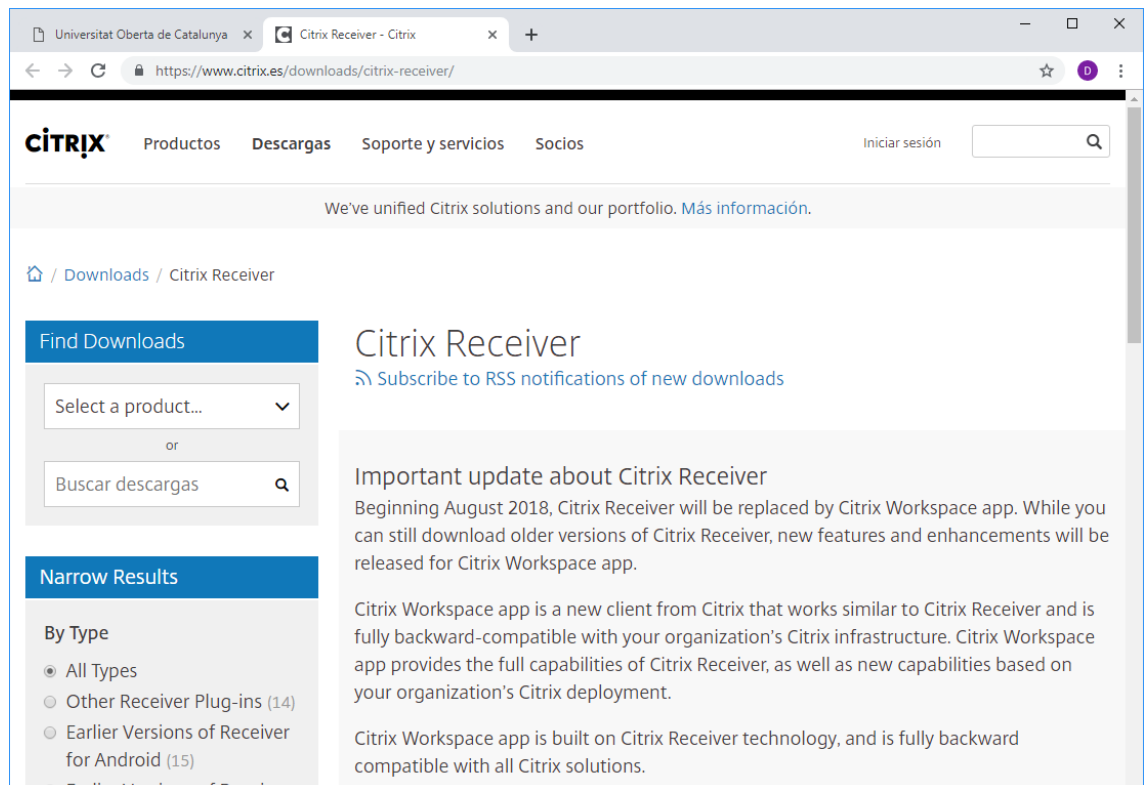 Universitat Oberta de Catalunya
Citrix Receiver - Citrix
https://www.citrix.es/downloads/citrix-receiver/
D
CİTRỊX
Productos
Descargas
Soporte y servicios
Socios
Iniciar sesión
We've unified Citrix solutions and our portfolio. Más información.
/ Downloads / Citrix Receiver
Find Downloads
Select a product...
or
Buscar descargas
Narrow Results
By Type
All Types
Other Receiver Plug-ins (14)
Earlier Versions of Receiver
for Android (15)
Citrix Receiver
Subscribe to RSS notifications of new downloads
Important update about Citrix Receiver
Beginning August 2018, Citrix Receiver will be replaced by Citrix Workspace app. While you
can still download older versions of Citrix Receiver, new features and enhancements will be
released for Citrix Workspace app.
Citrix Workspace app is a new client from Citrix that works similar to Citrix Receiver and is
fully backward-compatible with your organization's Citrix infrastructure. Citrix Workspace
app provides the full capabilities of Citrix Receiver, as well as new capabilities based on
your organization's Citrix deployment.
Citrix Workspace app is built on Citrix Receiver technology, and is fully backward
compatible with all Citrix solutions.